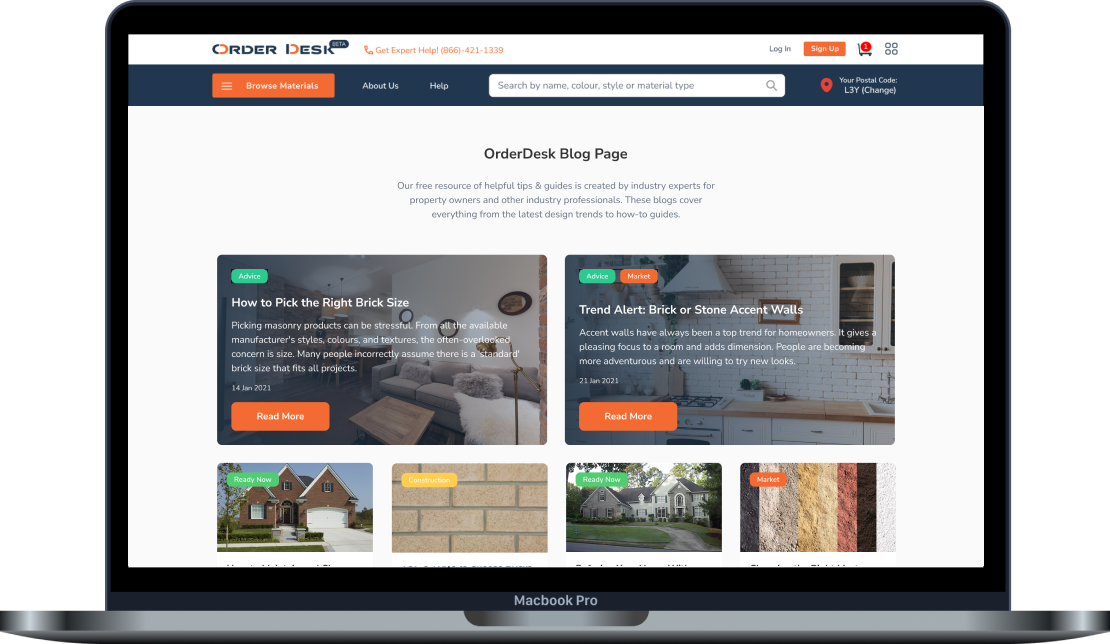 ORDER DESK BETA
Get Expert Help! (866)-421-1339
Log In
Sign Up
1
Browse Materials
About Us
Help
Search by name, colour, style or material type
Your Postal Code:
L3Y (Change)
OrderDesk Blog Page
Our free resource of helpful tips & guides is created by industry experts for
property owners and other industry professionals. These blogs cover
everything from the latest design trends to how-to guides.
Advice
How to Pick the Right Brick Size
Picking masonry products can be stressful. From all the available
manufacturer's styles, colours, and textures, the often-overlooked
concern is size. Many people incorrectly assume there is a 'standard'
brick size that fits all projects.
14 Jan 2021
Read More
Advice
Market
Trend Alert: Brick or Stone Accent Walls
Accent walls have always been a top trend for homeowners. It gives a
pleasing focus to a room and adds dimension. People are becoming
more adventurous and are willing to try new looks.
21 Jan 2021
Read More
Ready Now
Construction
Ready Now
Market
Macbook Pro